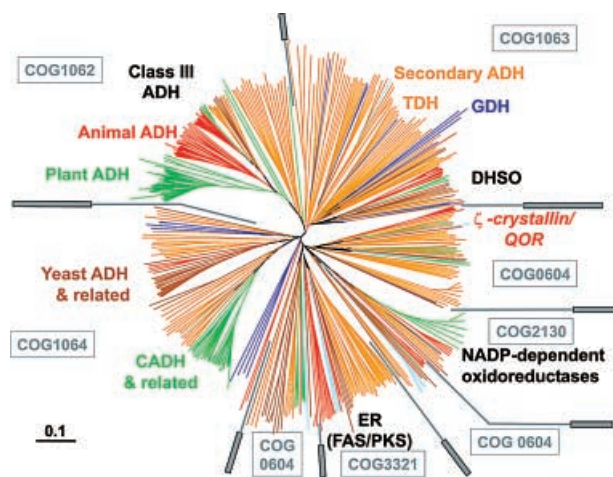 COG1063
COG1062
Class III
ADH
Secondary ADH
TDH
GDH
Animal ADH
Plant ADH
DHSO
ζ -crystallin/
QOR
Yeast ADH
& related
COG0604
COG1064
COG2130
CADH
& related
NADP-dependent
oxidoreductases
0.1
ER
(FAS/PKS)
COG
0604
COG3321
COG 0604